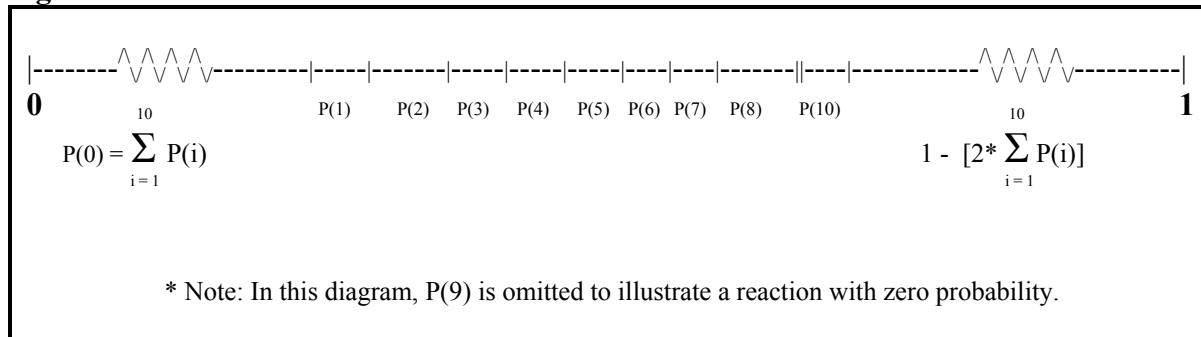 |--------/\/\/\/\---------|-----|-------|-----|-----|-----|----|----|-------||----|-----------/\/\/\/\----------|
0 P(1) P(2) P(3) P(4) P(5) P(6) P(7) P(8) P(10) 1
10 10
P(0) = Σ P(i) 1 - [2* Σ P(i)]
i = 1 i = 1
* Note: In this diagram, P(9) is omitted to illustrate a reaction with zero probability.